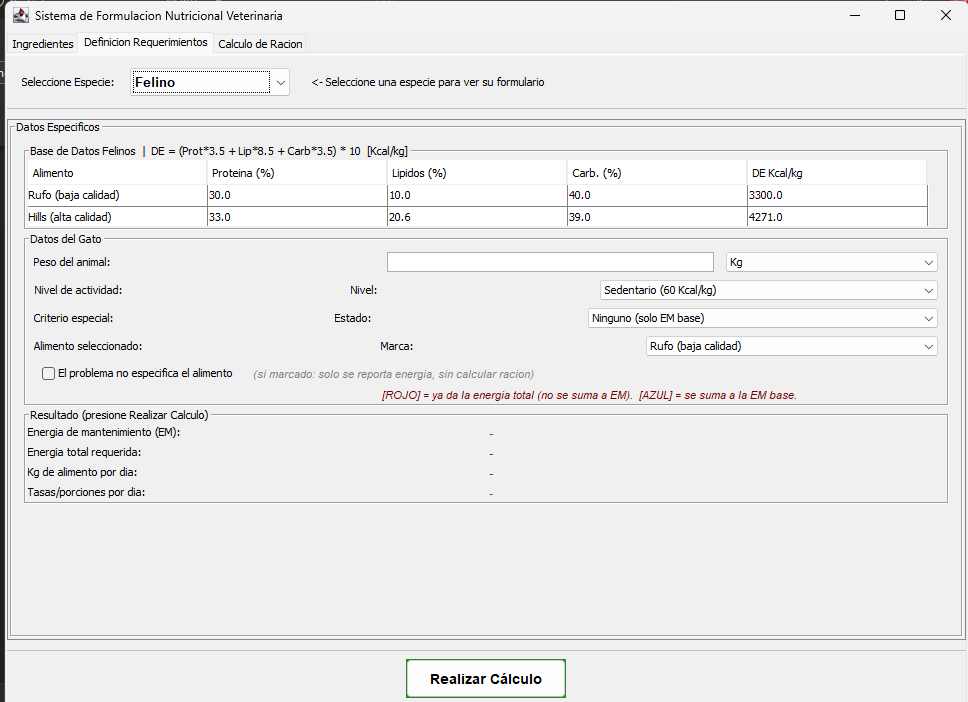 Sistema de Formulacion Nutricional Veterinaria
Ingredientes Definicion Requerimientos Calculo de Racion
Seleccione Especie: Felino <- Seleccione una especie para ver su formulario
Datos Especificos
Base de Datos Felinos | DE = (Prot*3.5 + Lip*8.5 + Carb*3.5) * 10 [Kcal/kg]
Alimento Proteina (%) Lipidos (%) Carb. (%) DE Kcal/kg
Rufo (baja calidad) 30.0 10.0 40.0 3300.0
Hills (alta calidad) 33.0 20.6 39.0 4271.0
Datos del Gato
Peso del animal: Kg
Nivel de actividad: Nivel: Sedentario (60 Kcal/kg)
Criterio especial: Estado: Ninguno (solo EM base)
Alimento seleccionado: Marca: Rufo (baja calidad)
El problema no especifica el alimento (si marcado: solo se reporta energia, sin calcular racion)
[ROJO] = ya da la energia total (no se suma a EM). [AZUL] = se suma a la EM base.
Resultado (presione Realizar Calculo)
Energia de mantenimiento (EM): -
Energia total requerida: -
Kg de alimento por dia: -
Tasas/porciones por dia: -
Realizar Cálculo